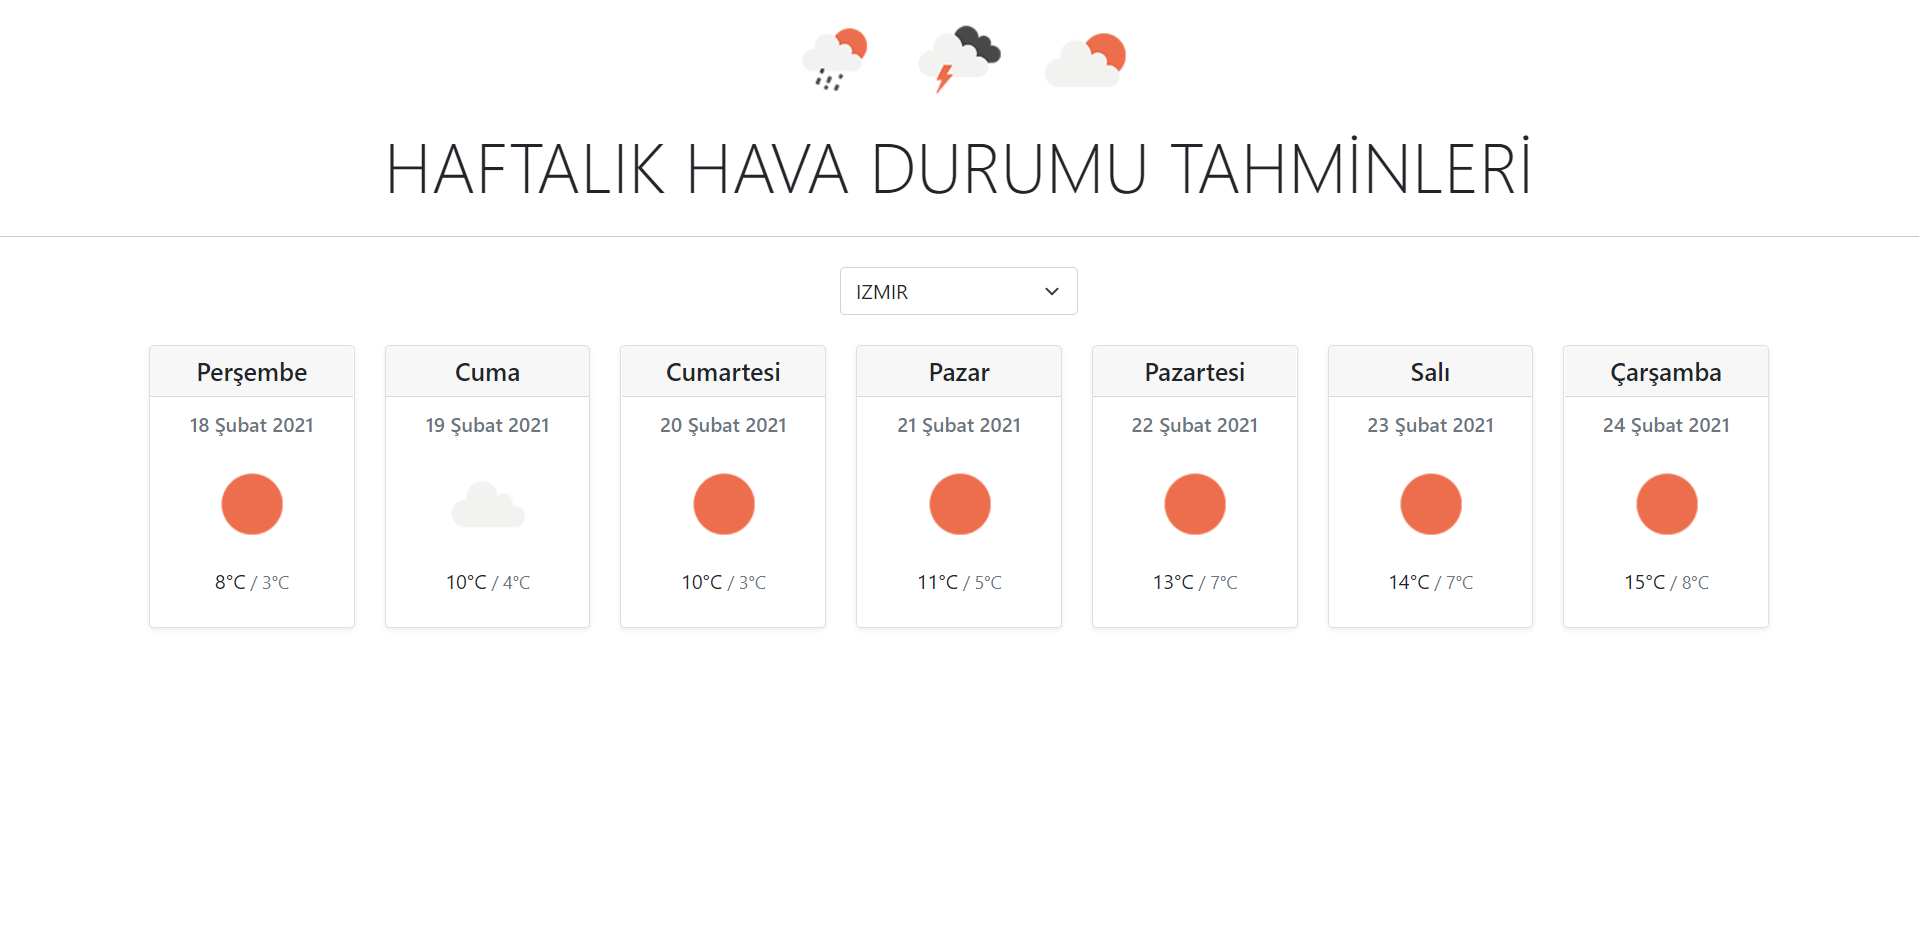 HAFTALIK HAVA DURUMU TAHMİNLERİ
IZMIR
Perşembe
18 Şubat 2021
8°C / 3°C
Cuma
19 Şubat 2021
10°C / 4°C
Cumartesi
20 Şubat 2021
10°C / 3°C
Pazar
21 Şubat 2021
11°C / 5°C
Pazartesi
22 Şubat 2021
13°C / 7°C
Salı
23 Şubat 2021
14°C / 7°C
Çarşamba
24 Şubat 2021
15°C / 8°C